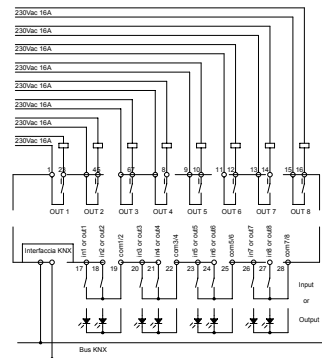 230Vac 16A
230Vac 16A
230Vac 16A
230Vac 16A
230Vac 16A
230Vac 16A
230Vac 16A
230Vac 16A
1 2 3 4 5 6 7 8 9 10 11 12 13 14 15 16
OUT 1 OUT 2 OUT 3 OUT 4 OUT 5 OUT 6 OUT 7 OUT 8
Interfaccia KNX
in1 or out1 in2 or out2 com1/2 in3 or out3 in4 or out4 com3/4 in5 or out5 in6 or out6 com5/6 in7 or out7 in8 or out8 com7/8
17 18 19 20 21 22 23 24 25 26 27 28
Input
or
Output
Bus KNX